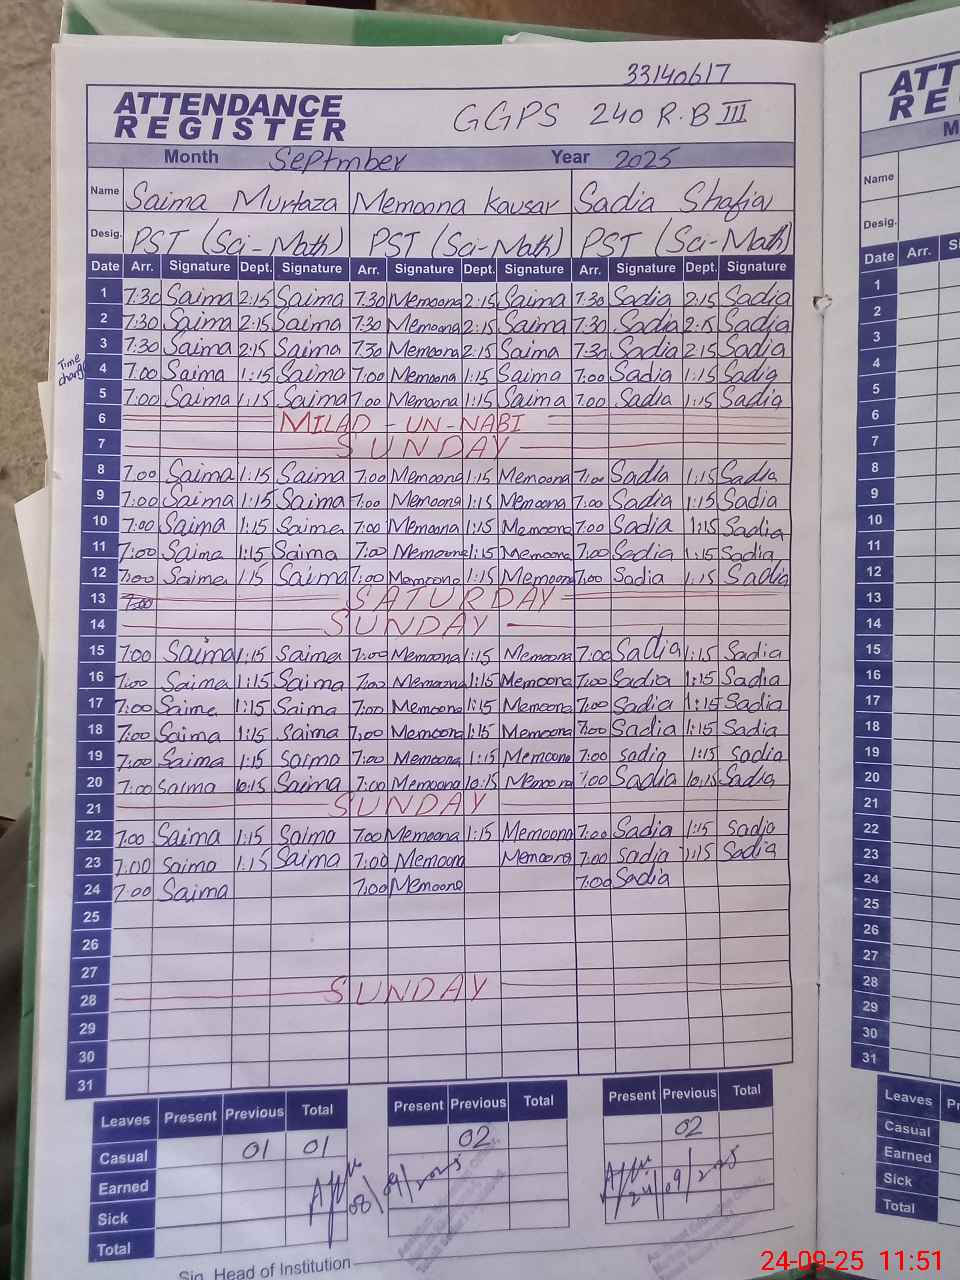 33140617
ATTENDANCE REGISTER
GGPS 240 R.B III
Month Septmber Year 2025
Name Saima Murtaza Memoona Kausar Sadia Shafia
Desig. PST (Sci-Math) PST (Sci-Math) PST (Sci-Math)
Date Arr. Signature Dept. Signature Arr. Signature Dept. Signature Arr. Signature Dept. Signature
1 7:30 Saima 2:15 Saima 7:30 Memoona 2:15 Saima 7:30 Sadia 2:15 Sadia
2 7:30 Saima 2:15 Saima 7:30 Memoona 2:15 Saima 7:30 Sadia 2:15 Sadia
3 7:30 Saima 2:15 Saima 7:30 Memoona 2:15 Saima 7:30 Sadia 2:15 Sadia
Time change
4 7:00 Saima 1:15 Saima 7:00 Memoona 1:15 Saima 7:00 Sadia 1:15 Sadia
5 7:00 Saima 1:15 Saima 7:00 Memoona 1:15 Saima 7:00 Sadia 1:15 Sadia
6 MILAD - UN-NABI
7 SUNDAY
8 7:00 Saima 1:15 Saima 7:00 Memoona 1:15 Memoona 7:00 Sadia 1:15 Sadia
9 7:00 Saima 1:15 Saima 7:00 Memoona 1:15 Memoona 7:00 Sadia 1:15 Sadia
10 7:00 Saima 1:15 Saima 7:00 Memoona 1:15 Memoona 7:00 Sadia 1:15 Sadia
11 7:00 Saima 1:15 Saima 7:00 Memoona 1:15 Memoona 7:00 Sadia 1:15 Sadia
12 7:00 Saima 1:15 Saima 7:00 Memoona 1:15 Memoona 7:00 Sadia 1:15 Sadia
13 7:00 SATURDAY
14 SUNDAY
15 7:00 Saima 1:15 Saima 7:00 Memoona 1:15 Memoona 7:00 Sadia 1:15 Sadia
16 7:00 Saima 1:15 Saima 7:00 Memoona 1:15 Memoona 7:00 Sadia 1:15 Sadia
17 7:00 Saima 1:15 Saima 7:00 Memoona 1:15 Memoona 7:00 Sadia 1:15 Sadia
18 7:00 Saima 1:15 Saima 7:00 Memoona 1:15 Memoona 7:00 Sadia 1:15 Sadia
19 7:00 Saima 1:15 Saima 7:00 Memoona 1:15 Memoona 7:00 sadia 1:15 sadia
20 7:00 Saima 10:15 Saima 7:00 Memoona 10:15 Memoona 7:00 Sadia 10:15 Sadia
21 SUNDAY
22 7:00 Saima 1:15 Saima 7:00 Memoona 1:15 Memoona 7:00 Sadia 1:15 Sadia
23 7:00 Saima 1:15 Saima 7:00 Memoona Memoona 7:00 Sadia 1:15 Sadia
24 7:00 Saima 7:00 Memoona 7:00 Sadia
25
26
27
28 SUNDAY
29
30
31
Leaves Present Previous Total Present Previous Total Present Previous Total
Casual 01 01 02 02
Earned
Sick
Total
08/09/2025
24/09/2025
Sig. Head of Institution
Name
Desig.
Date Arr.
1
2
3
4
5
6
7
8
9
10
11
12
13
14
15
16
17
18
19
20
21
22
23
24
25
26
27
28
29
30
31
Leaves
Casual
Earned
Sick
Total
24-09-25 11:51